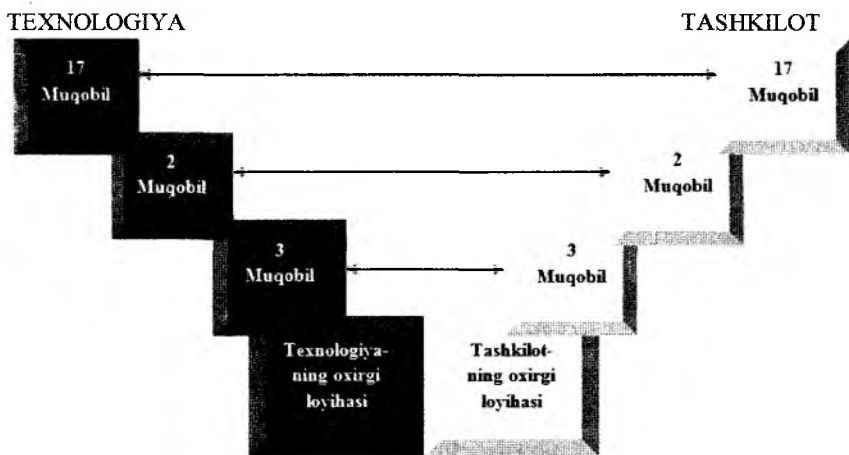 TEXNOLOGIYA
TASHKILOT
17
Muqobil
17
Muqobil
2
Muqobil
2
Muqobil
3
Muqobil
3
Muqobil
Texnologiya-
ning oxirgi
loyihasi
Tashkilot-
ning oxirgi
loyihasi